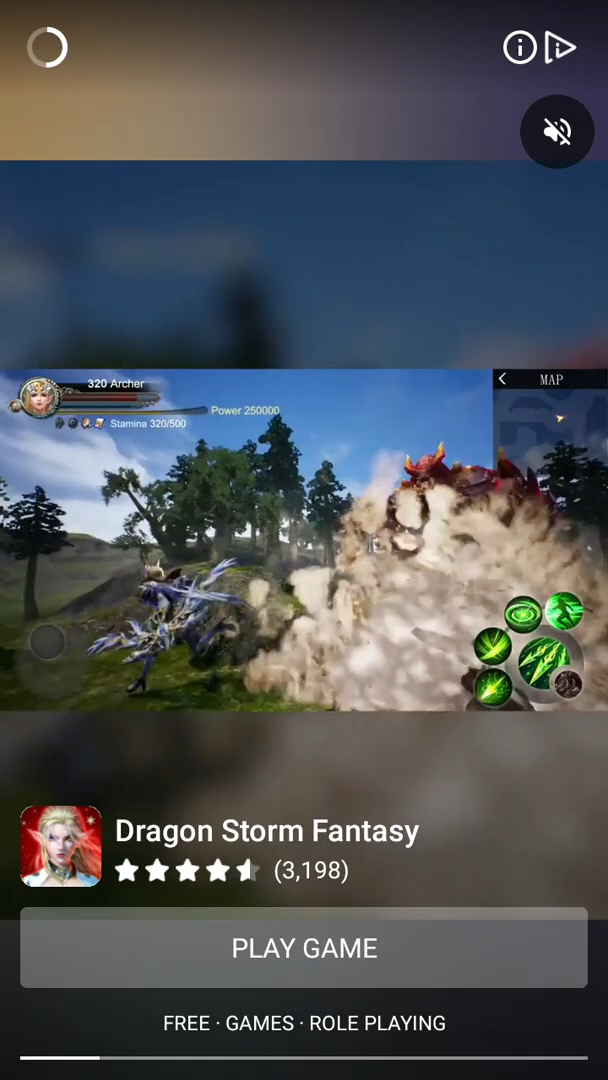 320 Archer
Power 250000
Stamina 320/500
MAP
Dragon Storm Fantasy
(3,198)
PLAY GAME
FREE · GAMES · ROLE PLAYING